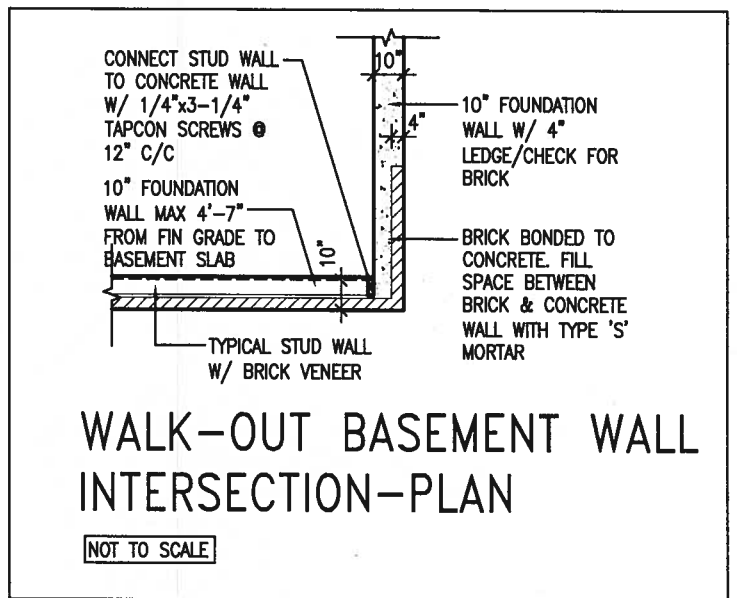 CONNECT STUD WALL
TO CONCRETE WALL
W/ 1/4"x3-1/4"
TAPCON SCREWS @
12" C/C
10" FOUNDATION
WALL MAX 4'-7"
FROM FIN GRADE TO
BASEMENT SLAB
10"
10"
4"
10" FOUNDATION
WALL W/ 4"
LEDGE/CHECK FOR
BRICK
BRICK BONDED TO
CONCRETE. FILL
SPACE BETWEEN
BRICK & CONCRETE
WALL WITH TYPE 'S'
MORTAR
TYPICAL STUD WALL
W/ BRICK VENEER
WALK-OUT BASEMENT WALL
INTERSECTION-PLAN
NOT TO SCALE